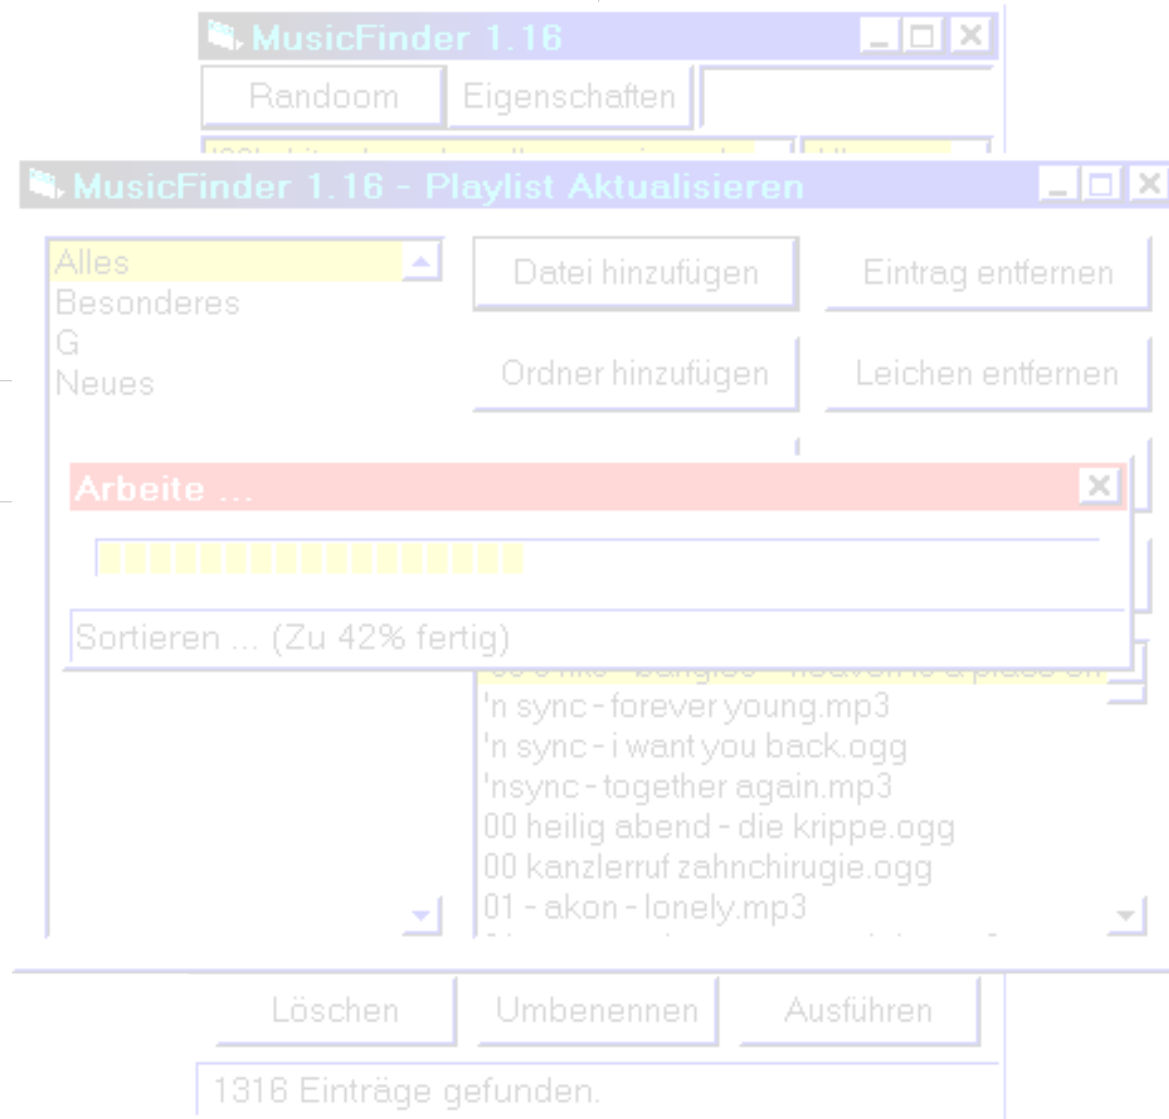 MusicFinder 1.16
Randoom Eigenschaften
MusicFinder 1.16 - Playlist Aktualisieren
Alles
Besonderes
G
Neues
Datei hinzufügen Eintrag entfernen
Ordner hinzufügen Leichen entfernen
Arbeite ...
Sortieren ... (Zu 42% fertig)
'n sync - forever young.mp3
'n sync - i want you back.ogg
'nsync - together again.mp3
00 heilig abend - die krippe.ogg
00 kanzlerruf zahnchirugie.ogg
01 - akon - lonely.mp3
Löschen Umbenennen Ausführen
1316 Einträge gefunden.